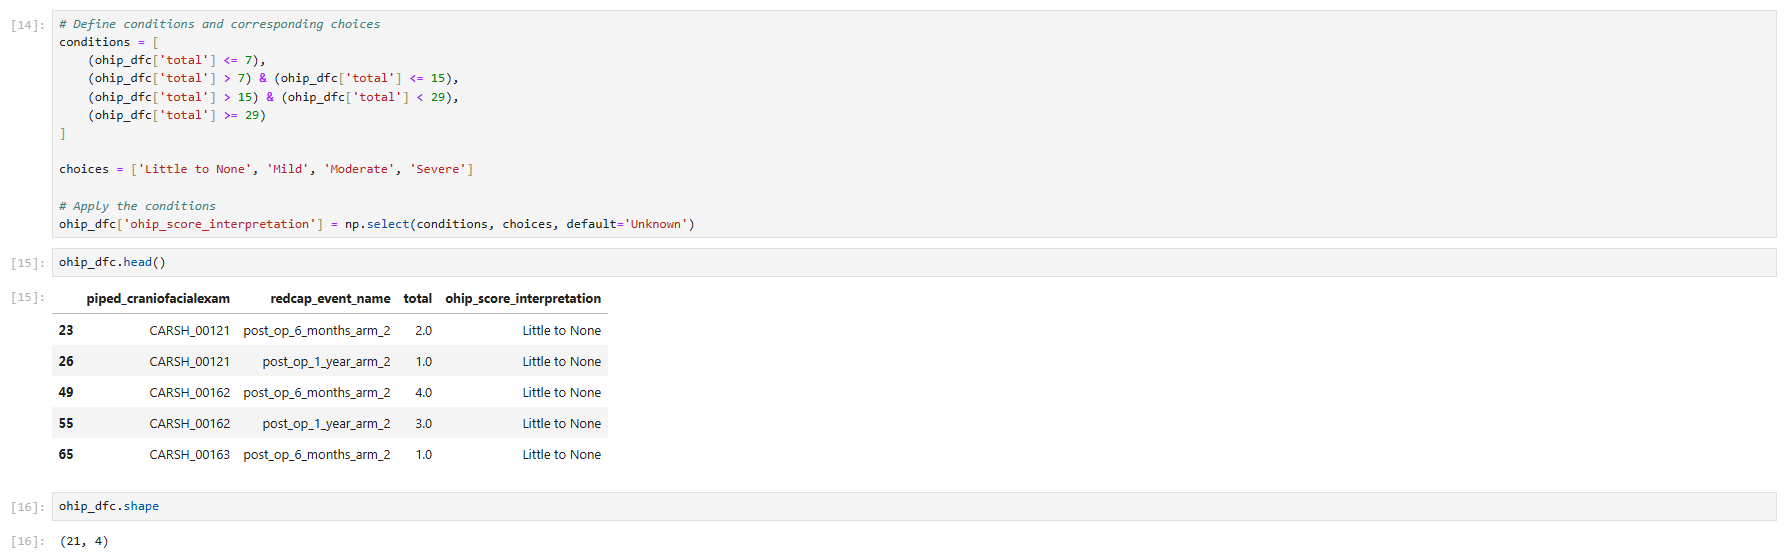 [14]: # Define conditions and corresponding choices
conditions = [
    (ohip_dfc['total'] <= 7),
    (ohip_dfc['total'] > 7) & (ohip_dfc['total'] <= 15),
    (ohip_dfc['total'] > 15) & (ohip_dfc['total'] < 29),
    (ohip_dfc['total'] >= 29)
]
choices = ['Little to None', 'Mild', 'Moderate', 'Severe']
# Apply the conditions
ohip_dfc['ohip_score_interpretation'] = np.select(conditions, choices, default='Unknown')
[15]: ohip_dfc.head()
[15]: piped_craniofacialexam redcap_event_name total ohip_score_interpretation
23 CARSH_00121 post_op_6_months_arm_2 2.0 Little to None
26 CARSH_00121 post_op_1_year_arm_2 1.0 Little to None
49 CARSH_00162 post_op_6_months_arm_2 4.0 Little to None
55 CARSH_00162 post_op_1_year_arm_2 3.0 Little to None
65 CARSH_00163 post_op_6_months_arm_2 1.0 Little to None
[16]: ohip_dfc.shape
[16]: (21, 4)